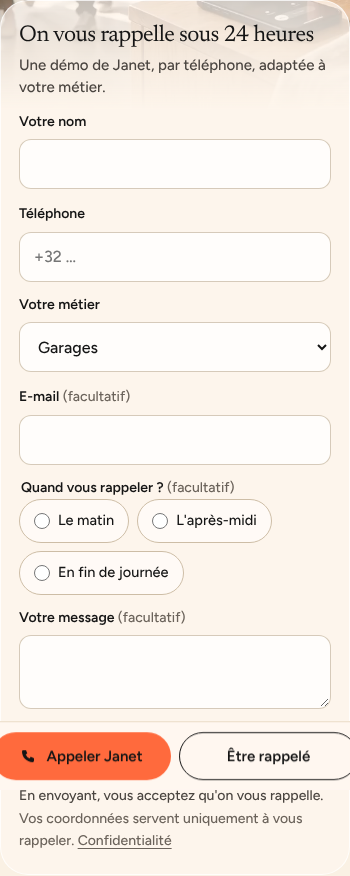 On vous rappelle sous 24 heures
Une démo de Janet, par téléphone, adaptée à
votre métier.
Votre nom
Téléphone
+32 ...
Votre métier
Garages
E-mail (facultatif)
Quand vous rappeler ? (facultatif)
Le matin
L'après-midi
En fin de journée
Votre message (facultatif)
Appeler Janet
Être rappelé
En envoyant, vous acceptez qu'on vous rappelle.
Vos coordonnées servent uniquement à vous
rappeler. Confidentialité